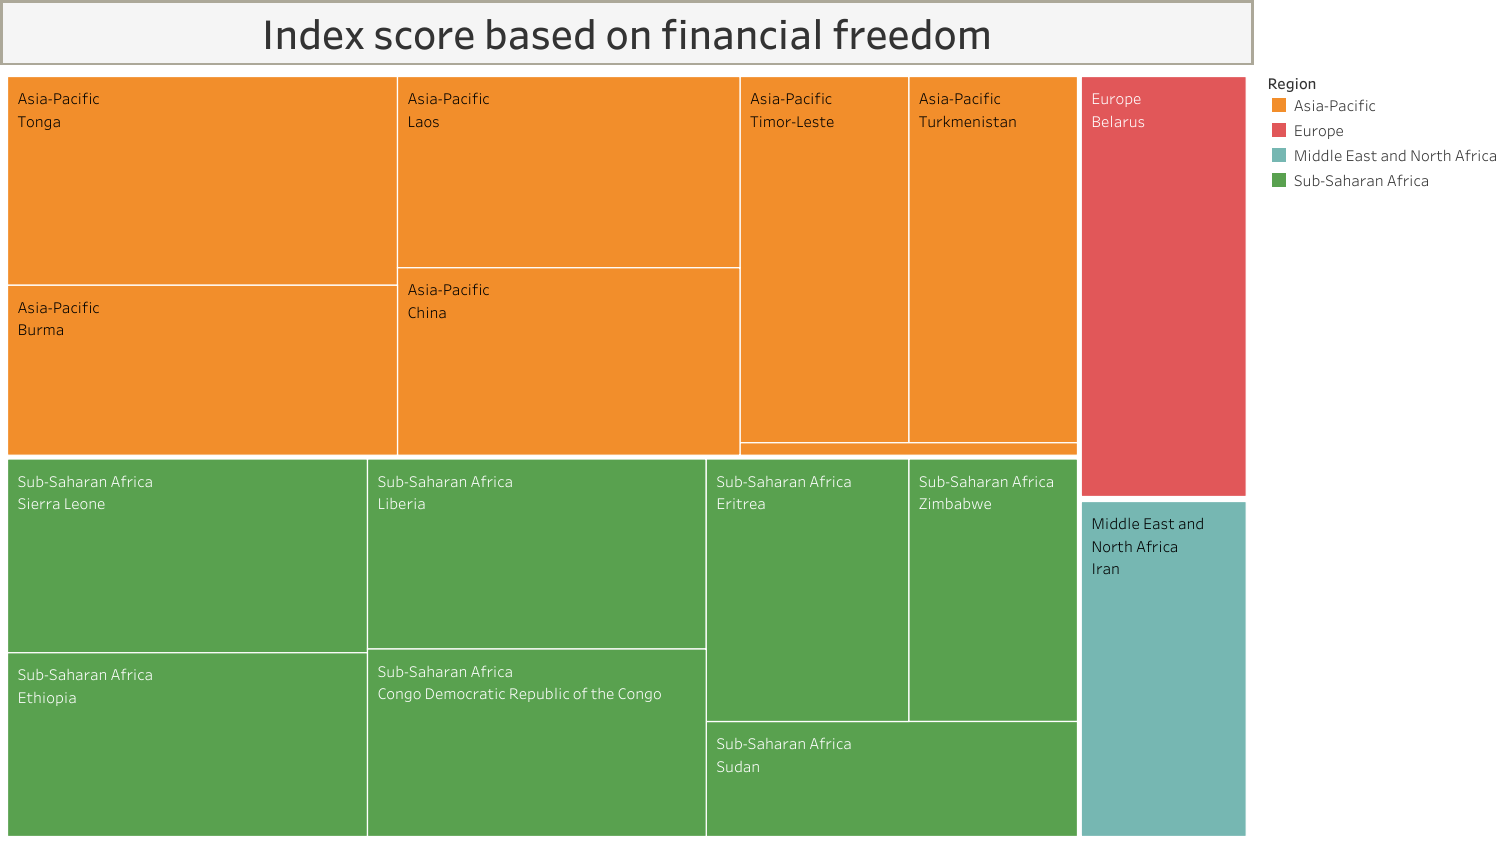 Index score based on financial freedom
Asia-Pacific
Tonga
Asia-Pacific
Laos
Asia-Pacific
Timor-Leste
Asia-Pacific
Turkmenistan
Asia-Pacific
Burma
Asia-Pacific
China
Sub-Saharan Africa
Sierra Leone
Sub-Saharan Africa
Liberia
Sub-Saharan Africa
Eritrea
Sub-Saharan Africa
Zimbabwe
Sub-Saharan Africa
Ethiopia
Sub-Saharan Africa
Congo Democratic Republic of the Congo
Sub-Saharan Africa
Sudan
Europe
Belarus
Middle East and
North Africa
Iran
Region
Asia-Pacific
Europe
Middle East and North Africa
Sub-Saharan Africa